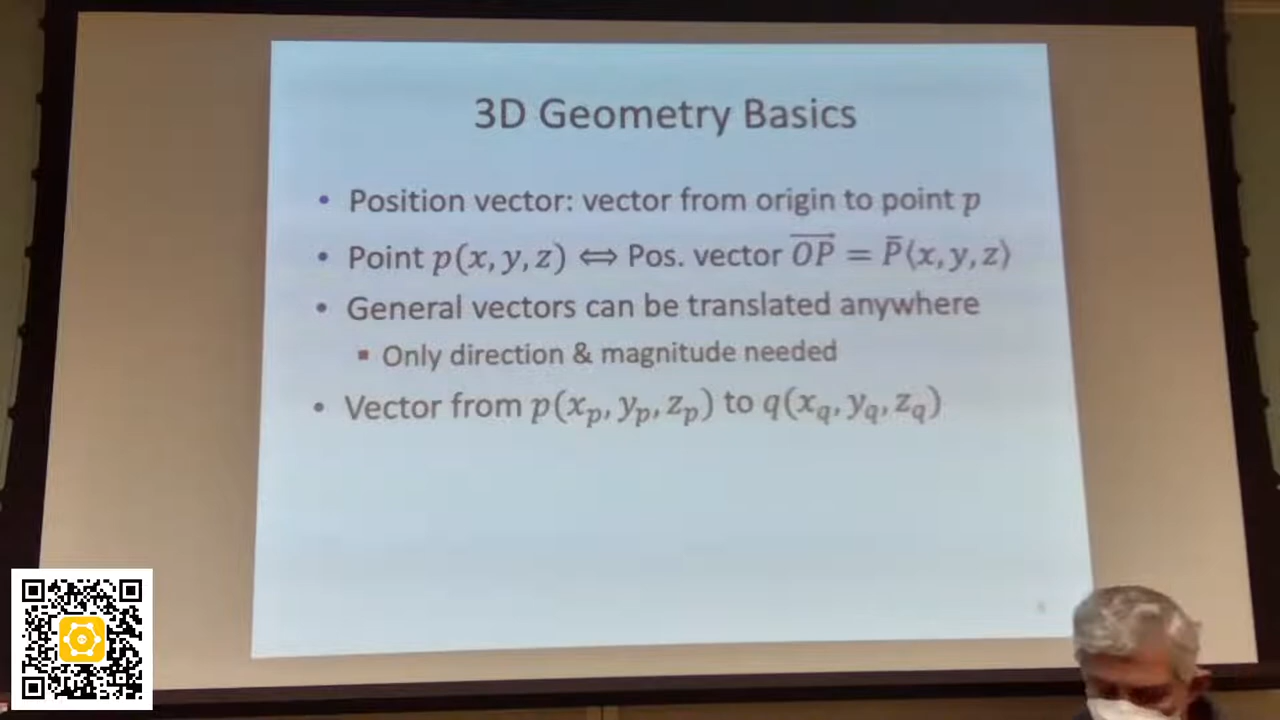 3D Geometry Basics
• Position vector: vector from origin to point p
• Point p(x, y, z) ⇔ Pos. vector \overrightarrow{OP} = \bar{P}⟨x, y, z⟩
• General vectors can be translated anywhere
▪ Only direction & magnitude needed
• Vector from p(x_p, y_p, z_p) to q(x_q, y_q, z_q)